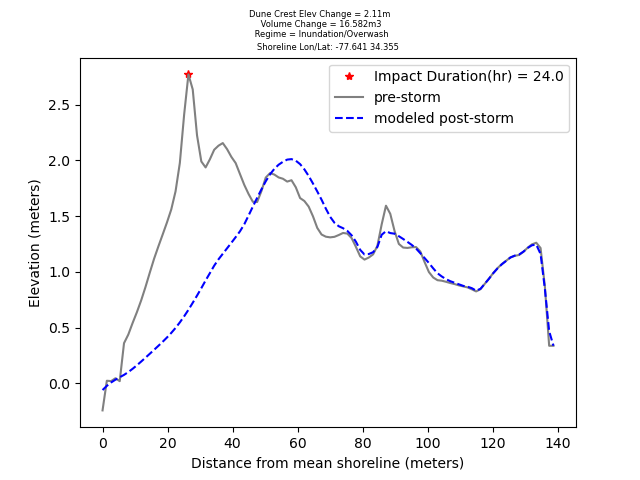 Dune Crest Elev Change = 2.11m
Volume Change = 16.582m3
Regime = Inundation/Overwash
Shoreline Lon/Lat: -77.641 34.355
Impact Duration(hr) = 24.0
pre-storm
modeled post-storm
Elevation (meters)
2.5
2.0
1.5
1.0
0.5
0.0
0 20 40 60 80 100 120 140
Distance from mean shoreline (meters)